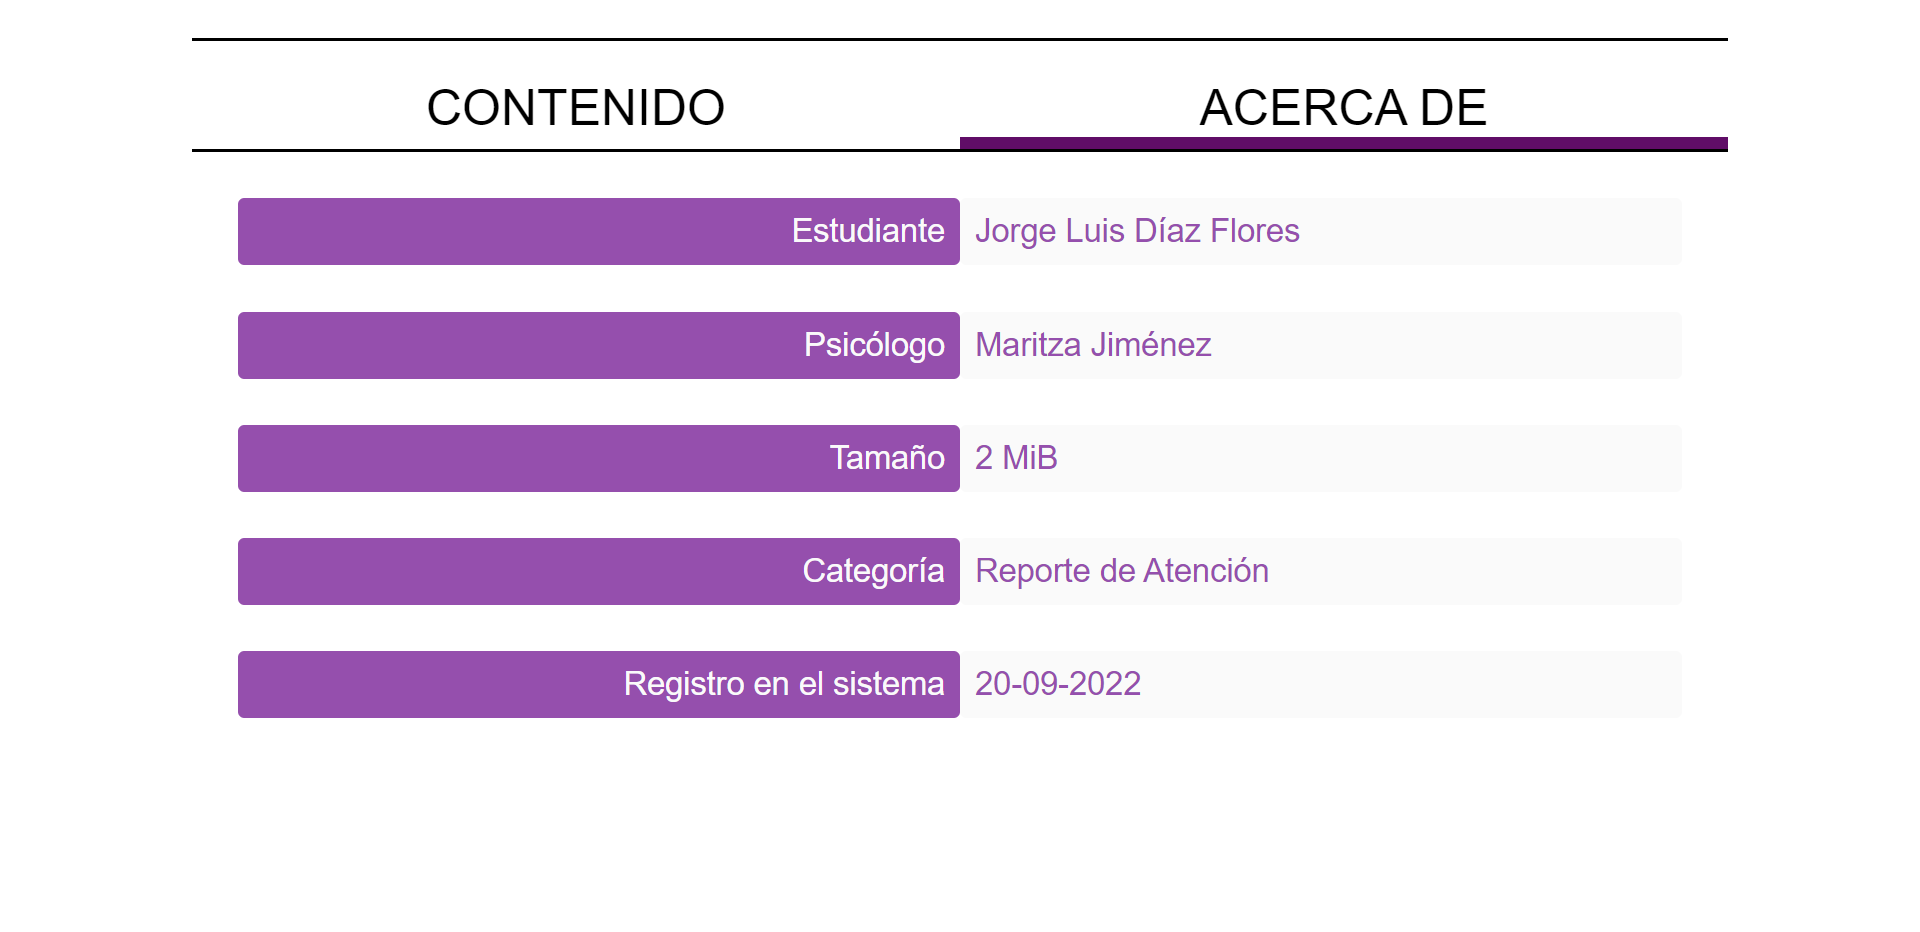 CONTENIDO
ACERCA DE
Estudiante Jorge Luis Díaz Flores
Psicólogo Maritza Jiménez
Tamaño 2 MiB
Categoría Reporte de Atención
Registro en el sistema 20-09-2022